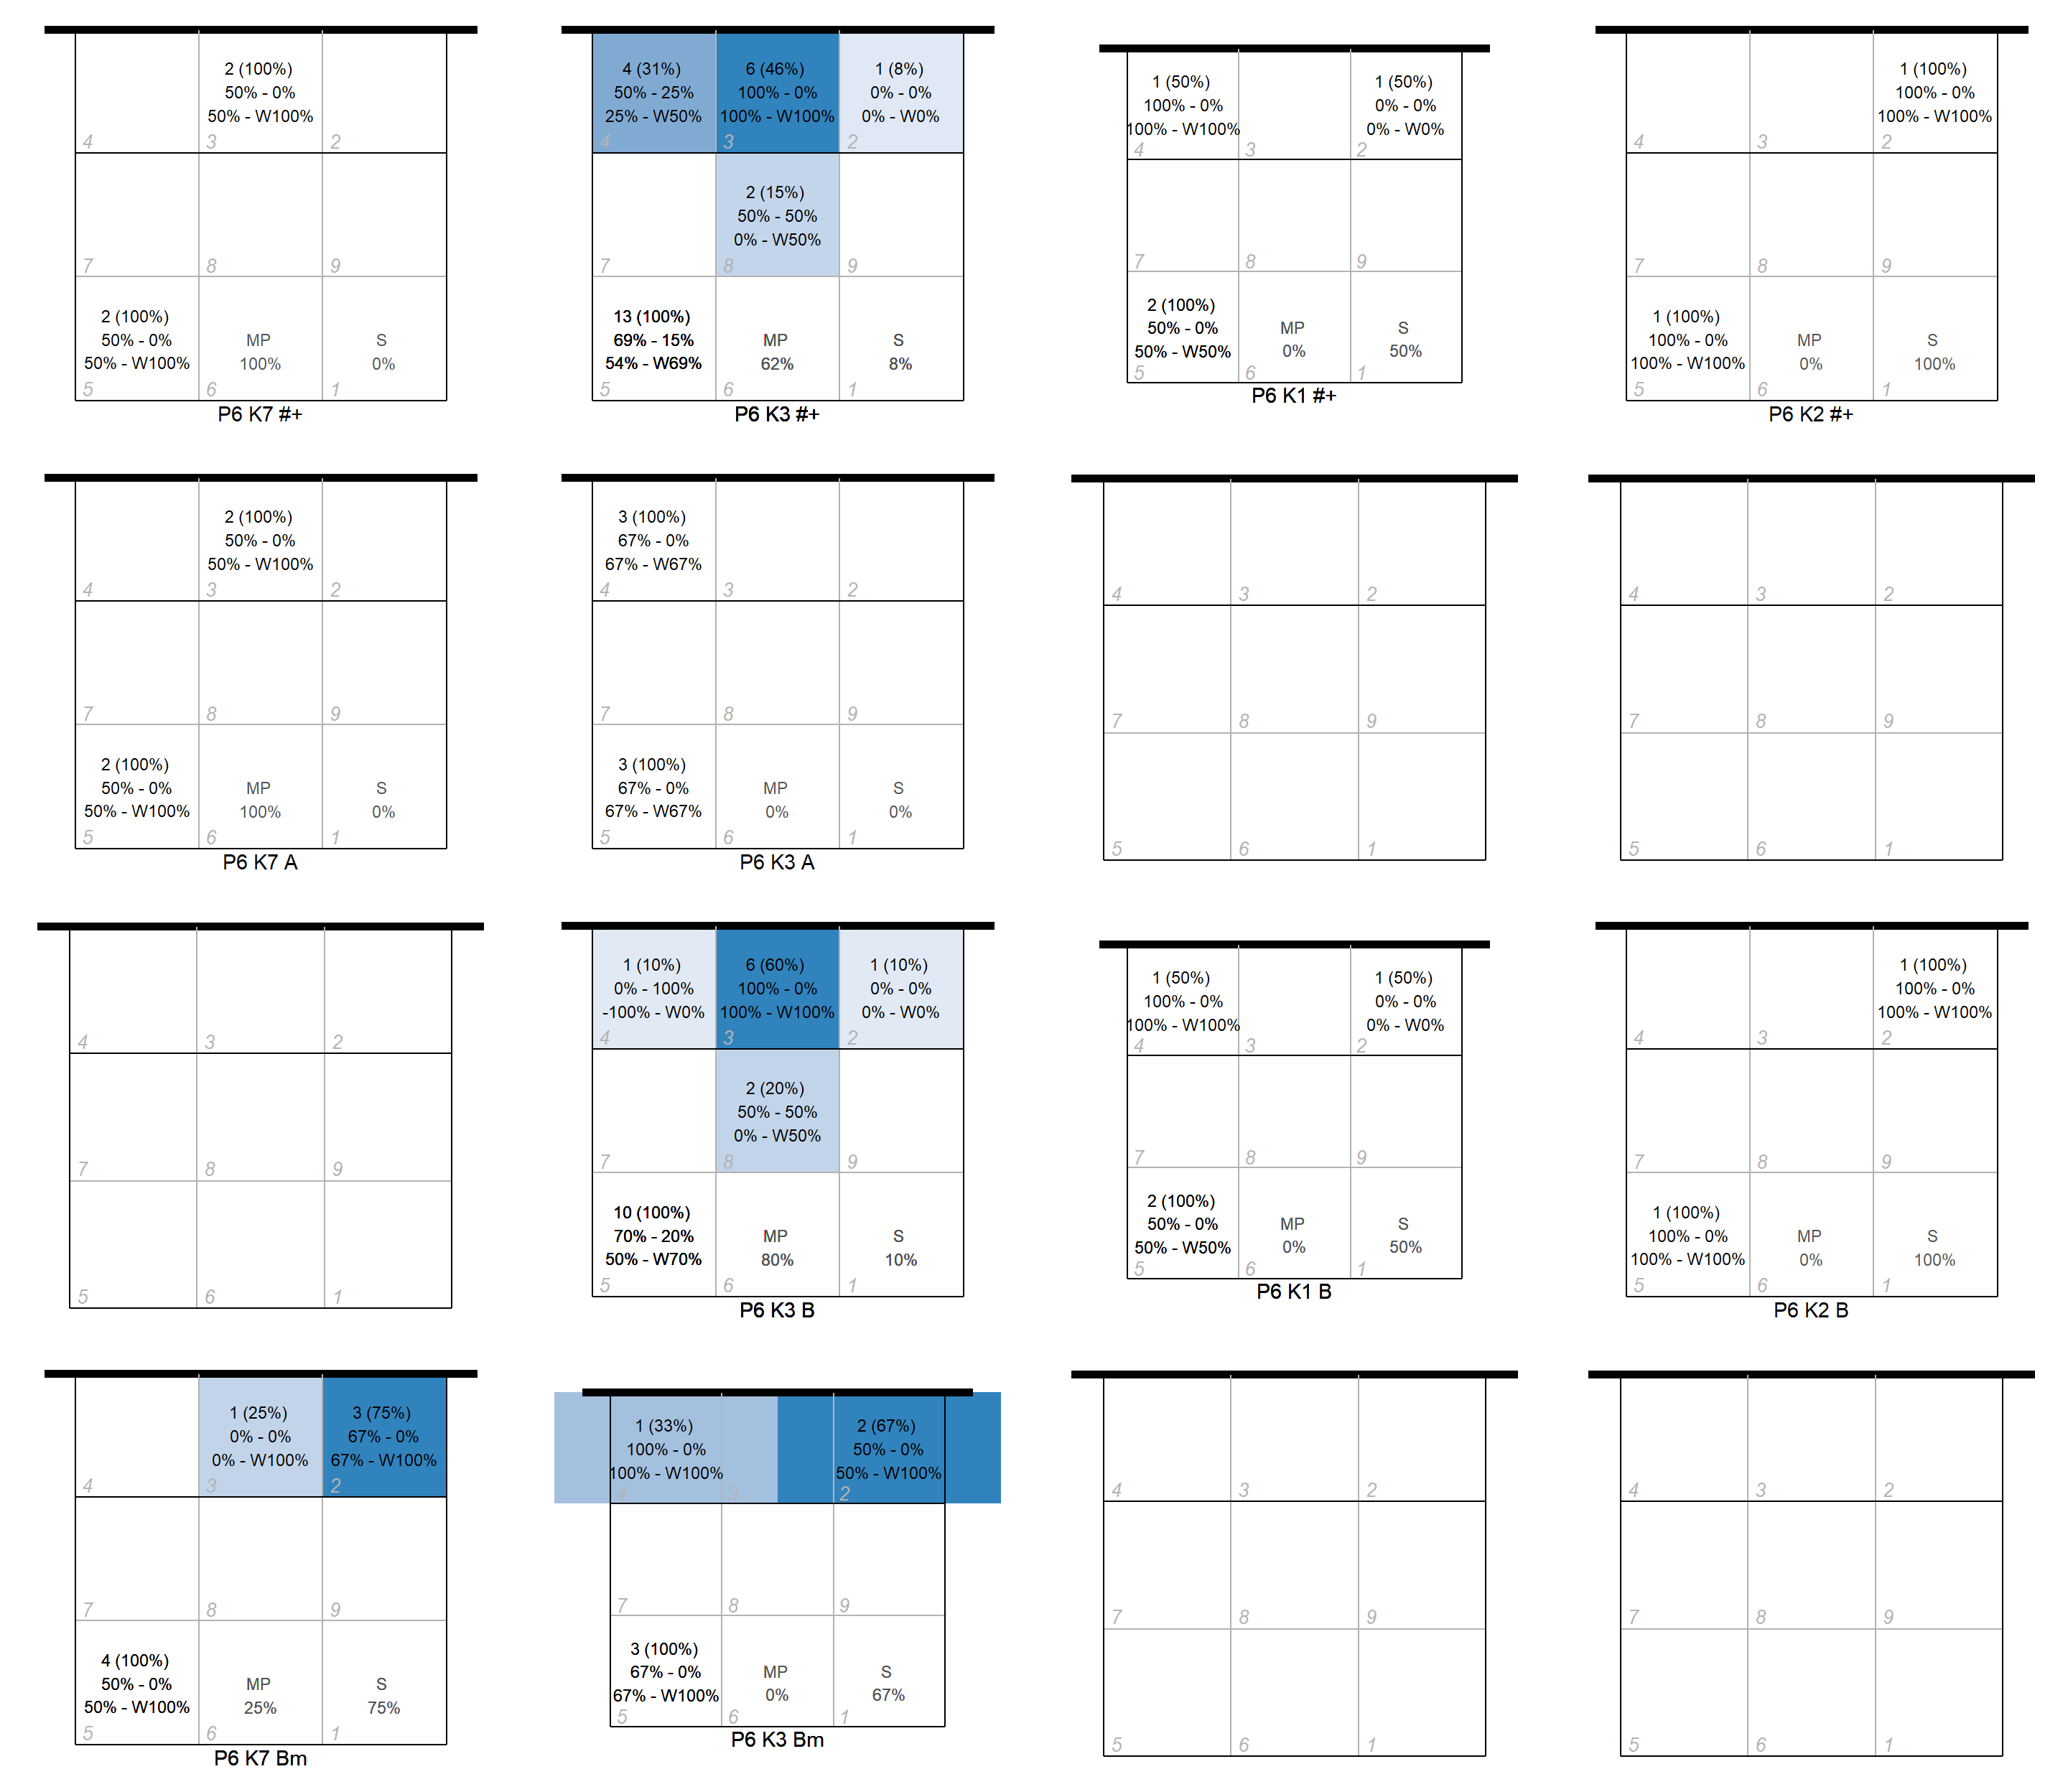 2 (100%)
50% - 0%
50% - W100%
4 3 2
7 8 9
2 (100%)
50% - 0%
50% - W100%
MP
100%
S
0%
5 6 1
P6 K7 #+
4 (31%)
50% - 25%
25% - W50%
6 (46%)
100% - 0%
100% - W100%
1 (8%)
0% - 0%
0% - W0%
4 3 2
2 (15%)
50% - 50%
0% - W50%
7 8 9
13 (100%)
69% - 15%
54% - W69%
MP
62%
S
8%
5 6 1
P6 K3 #+
1 (50%)
100% - 0%
100% - W100%
1 (50%)
0% - 0%
0% - W0%
4 3 2
7 8 9
2 (100%)
50% - 0%
50% - W50%
MP
0%
S
50%
5 6 1
P6 K1 #+
1 (100%)
100% - 0%
100% - W100%
4 3 2
7 8 9
1 (100%)
100% - 0%
100% - W100%
MP
0%
S
100%
5 6 1
P6 K2 #+
2 (100%)
50% - 0%
50% - W100%
4 3 2
7 8 9
2 (100%)
50% - 0%
50% - W100%
MP
100%
S
0%
5 6 1
P6 K7 A
3 (100%)
67% - 0%
67% - W67%
4 3 2
7 8 9
3 (100%)
67% - 0%
67% - W67%
MP
0%
S
0%
5 6 1
P6 K3 A
4 3 2
7 8 9
5 6 1
4 3 2
7 8 9
5 6 1
4 3 2
7 8 9
5 6 1
1 (10%)
0% - 100%
-100% - W0%
6 (60%)
100% - 0%
100% - W100%
1 (10%)
0% - 0%
0% - W0%
4 3 2
2 (20%)
50% - 50%
0% - W50%
7 8 9
10 (100%)
70% - 20%
50% - W70%
MP
80%
S
10%
5 6 1
P6 K3 B
1 (50%)
100% - 0%
100% - W100%
1 (50%)
0% - 0%
0% - W0%
4 3 2
7 8 9
2 (100%)
50% - 0%
50% - W50%
MP
0%
S
50%
5 6 1
P6 K1 B
1 (100%)
100% - 0%
100% - W100%
4 3 2
7 8 9
1 (100%)
100% - 0%
100% - W100%
MP
0%
S
100%
5 6 1
P6 K2 B
1 (25%)
0% - 0%
0% - W100%
3 (75%)
67% - 0%
67% - W100%
4 3 2
7 8 9
4 (100%)
50% - 0%
50% - W100%
MP
25%
S
75%
5 6 1
P6 K7 Bm
1 (33%)
100% - 0%
100% - W100%
2 (67%)
50% - 0%
50% - W100%
4 3 2
7 8 9
3 (100%)
67% - 0%
67% - W100%
MP
0%
S
67%
5 6 1
P6 K3 Bm
4 3 2
7 8 9
5 6 1
4 3 2
7 8 9
5 6 1